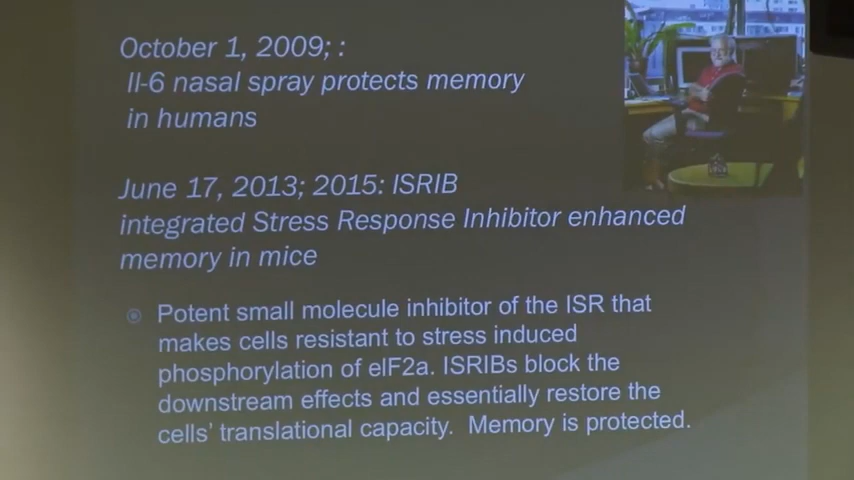 October 1, 2009; :
Il-6 nasal spray protects memory
in humans
June 17, 2013; 2015: ISRIB
integrated Stress Response Inhibitor enhanced
memory in mice
Potent small molecule inhibitor of the ISR that
makes cells resistant to stress induced
phosphorylation of eIF2a. ISRIBs block the
downstream effects and essentially restore the
cells' translational capacity. Memory is protected.